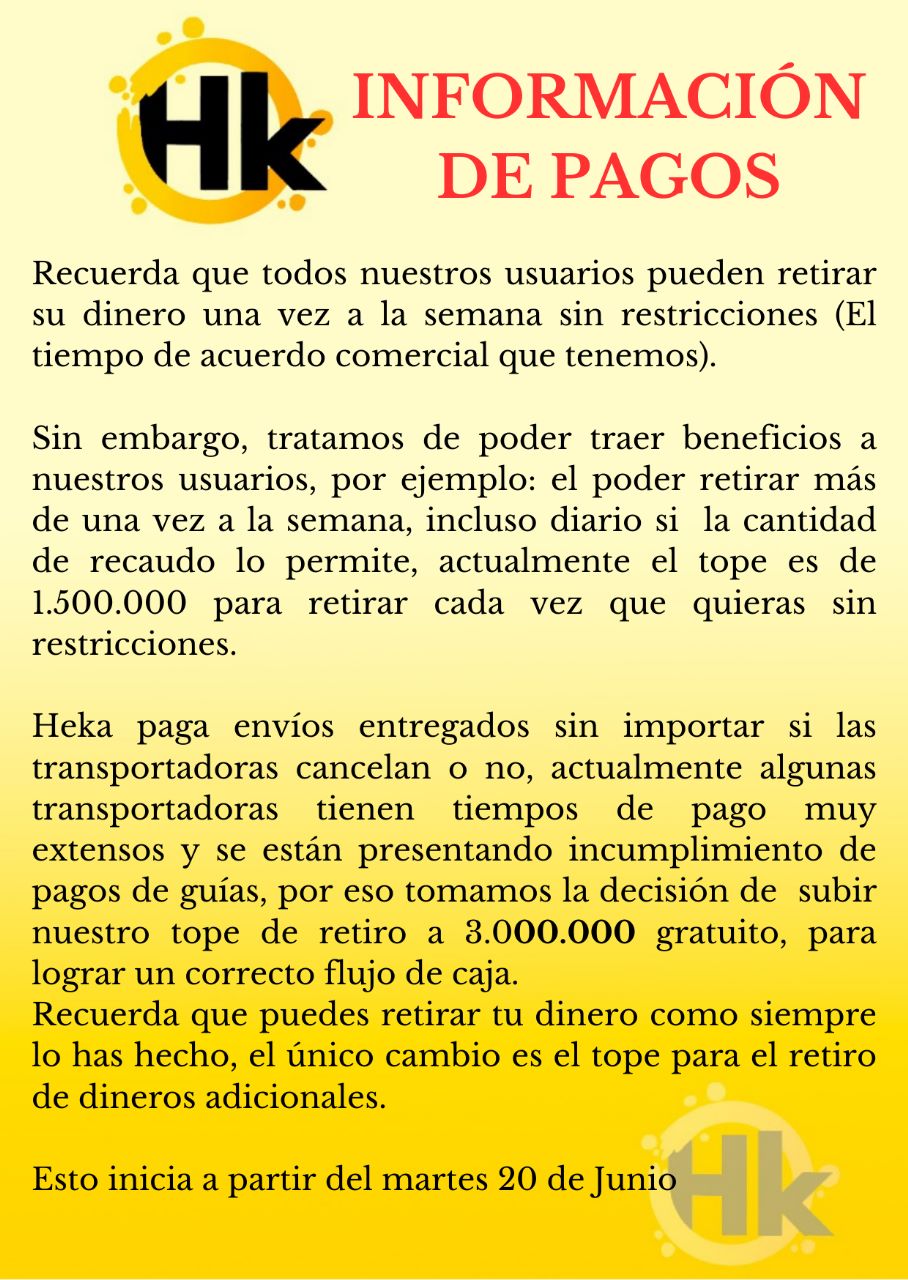 Hk
INFORMACIÓN
DE PAGOS
Recuerda que todos nuestros usuarios pueden retirar
su dinero una vez a la semana sin restricciones (El
tiempo de acuerdo comercial que tenemos).
Sin embargo, tratamos de poder traer beneficios a
nuestros usuarios, por ejemplo: el poder retirar más
de una vez a la semana, incluso diario si la cantidad
de recaudo lo permite, actualmente el tope es de
1.500.000 para retirar cada vez que quieras sin
restricciones.
Heka paga envíos entregados sin importar si las
transportadoras cancelan o no, actualmente algunas
transportadoras tienen tiempos de pago muy
extensos y se están presentando incumplimiento de
pagos de guías, por eso tomamos la decisión de subir
nuestro tope de retiro a 3.000.000 gratuito, para
lograr un correcto flujo de caja.
Recuerda que puedes retirar tu dinero como siempre
lo has hecho, el único cambio es el tope para el retiro
de dineros adicionales.
Esto inicia a partir del martes 20 de Junio
Hk